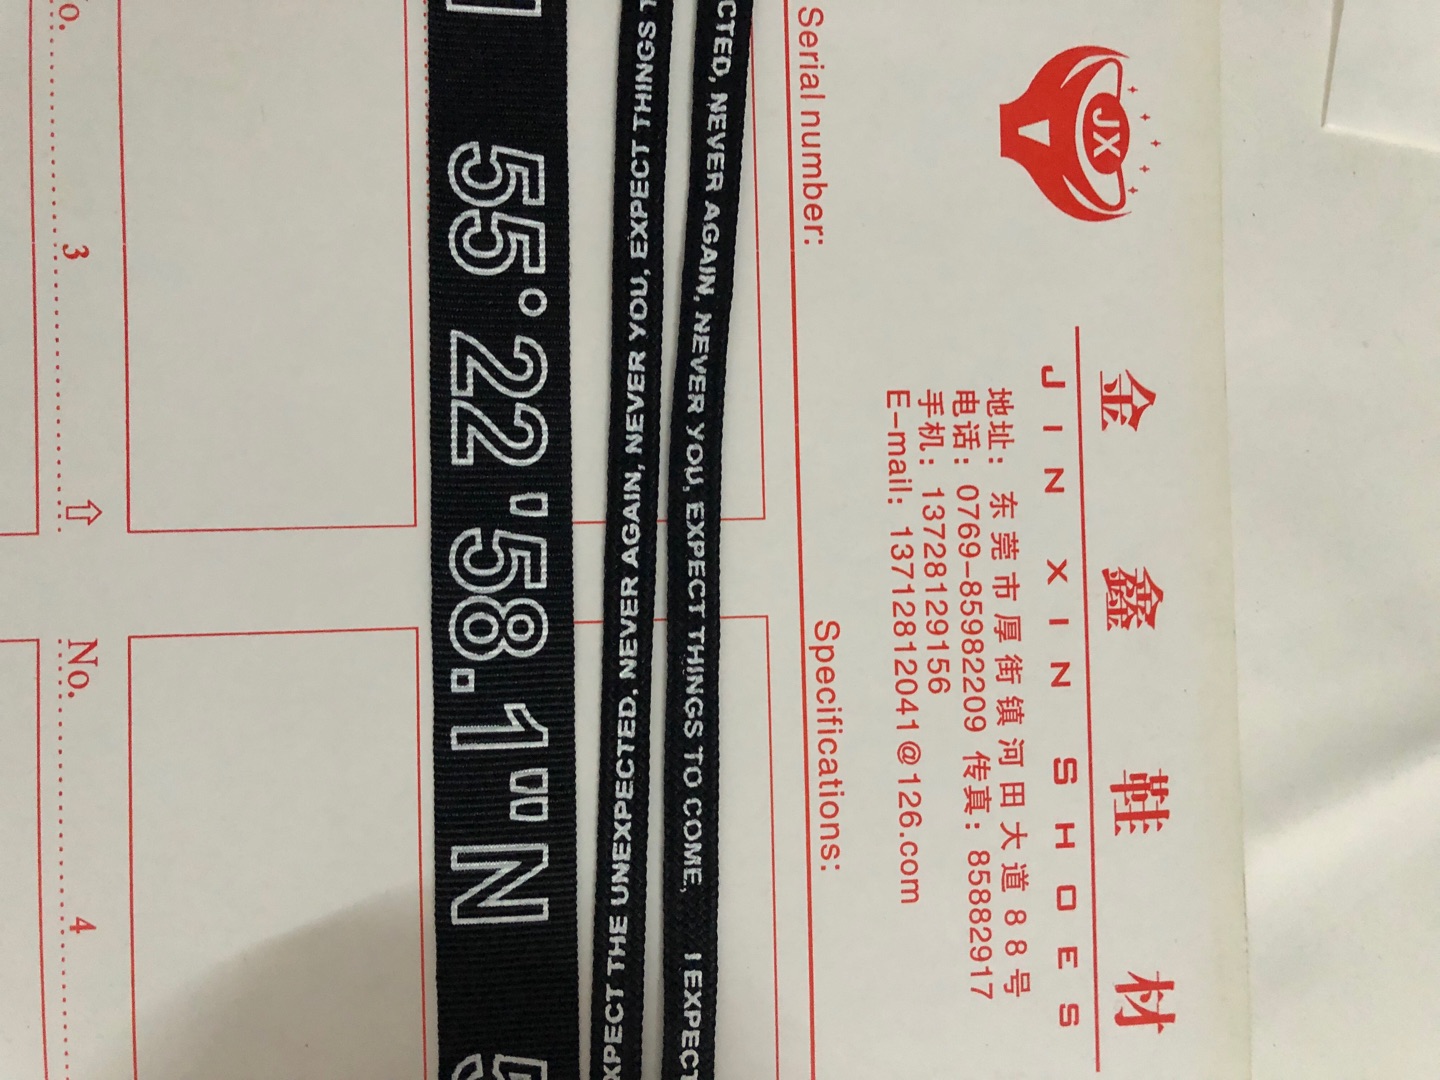 JX
金鑫鞋材
JIN XIN SHOES
地址：东莞市厚街镇河田大道88号
电话：0769-85982209 传真：85882917
手机：13728129156
E-mail：13712812041@126.com
Serial number:
Specifications:
CTED, NEVER AGAIN, NEVER YOU, EXPECT THINGS TO COME, I EXPECT
XPECT THE UNEXPECTED, NEVER AGAIN, NEVER YOU, EXPECT THINGS T
55°22'58.1"N
3
No. 4